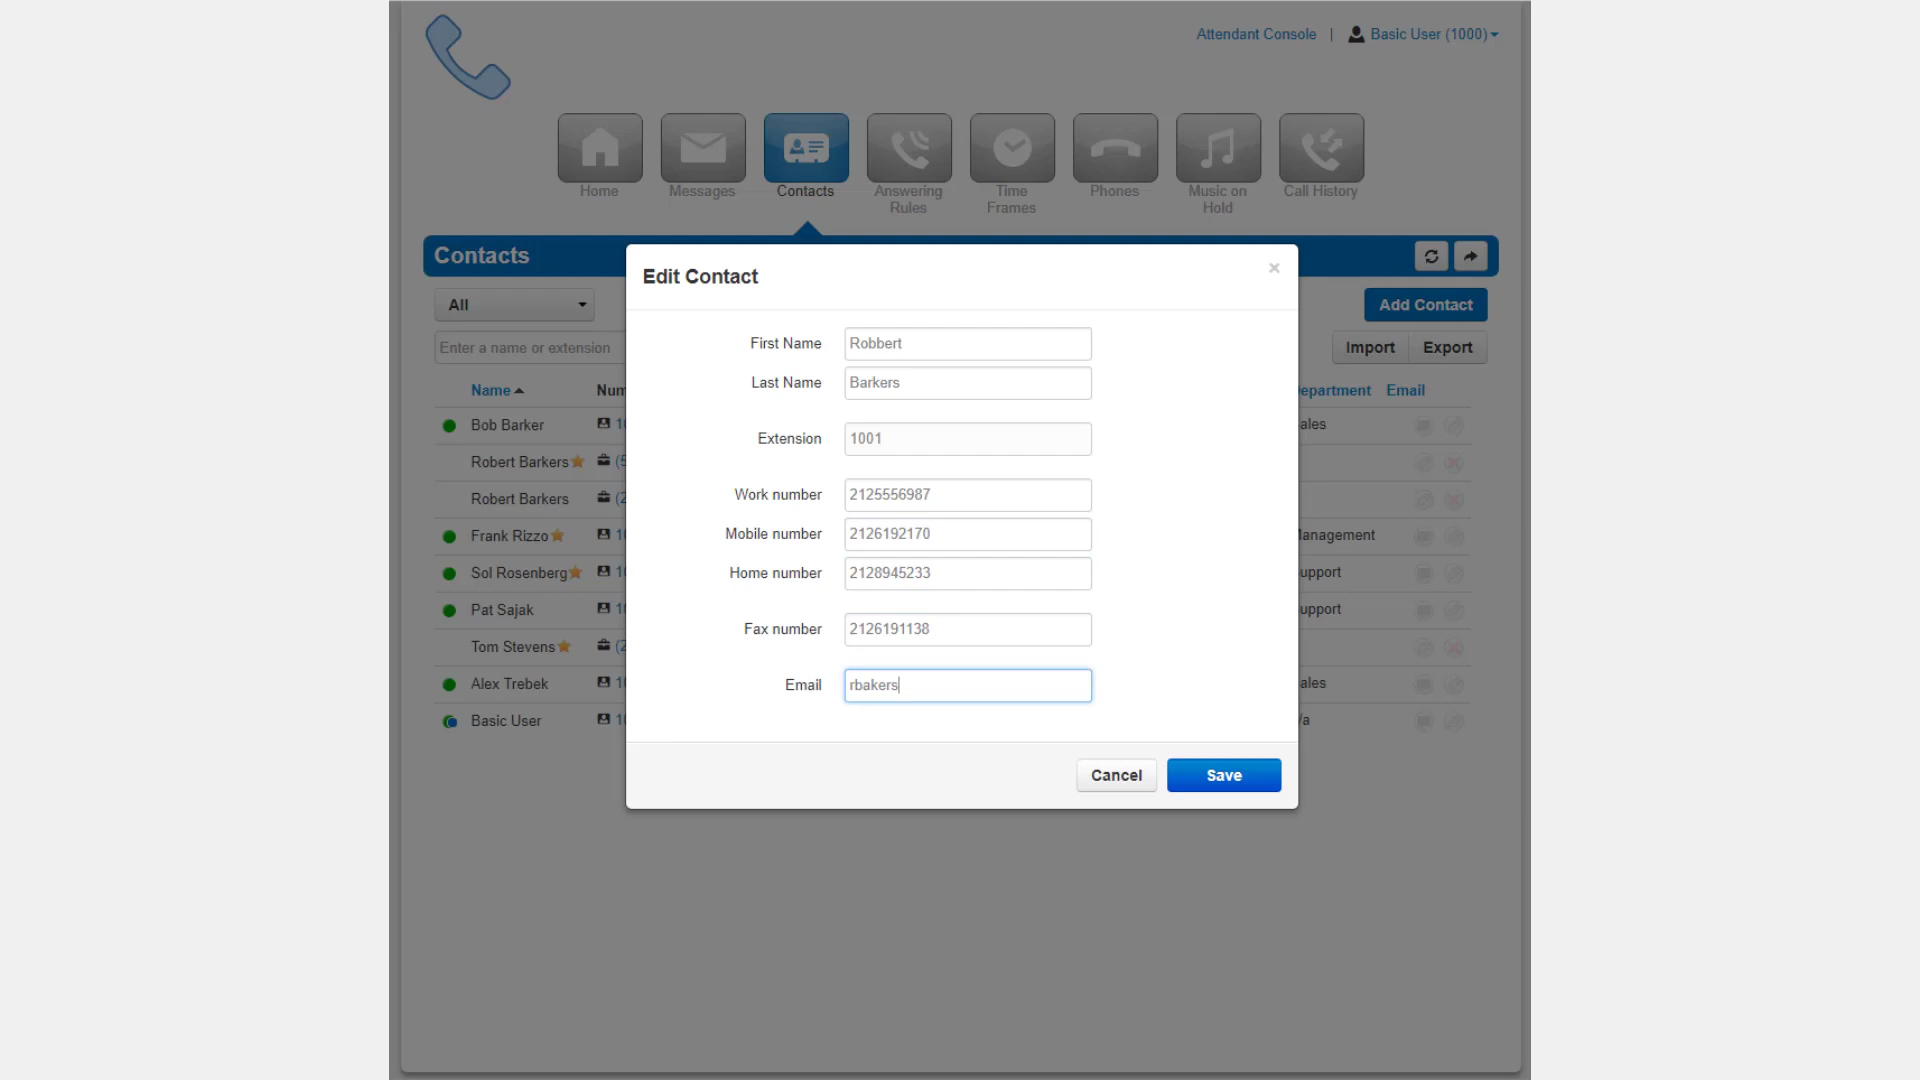 Attendant Console | Basic User (1000)
Home Messages Contacts Answering Rules Time Frames Phones Music on Hold Call History
Contacts
Edit Contact ×
All
Add Contact
Enter a name or extension
Import Export
Name
Email
First Name Robbert
Last Name Barkers
Extension 1001
Work number 2125556987
Mobile number 2126192170
Home number 2128945233
Fax number 2126191138
Email rbakers
Cancel Save
Bob Barker
Robert Barkers
Robert Barkers
Frank Rizzo
Sol Rosenberg
Pat Sajak
Tom Stevens
Alex Trebek
Basic User